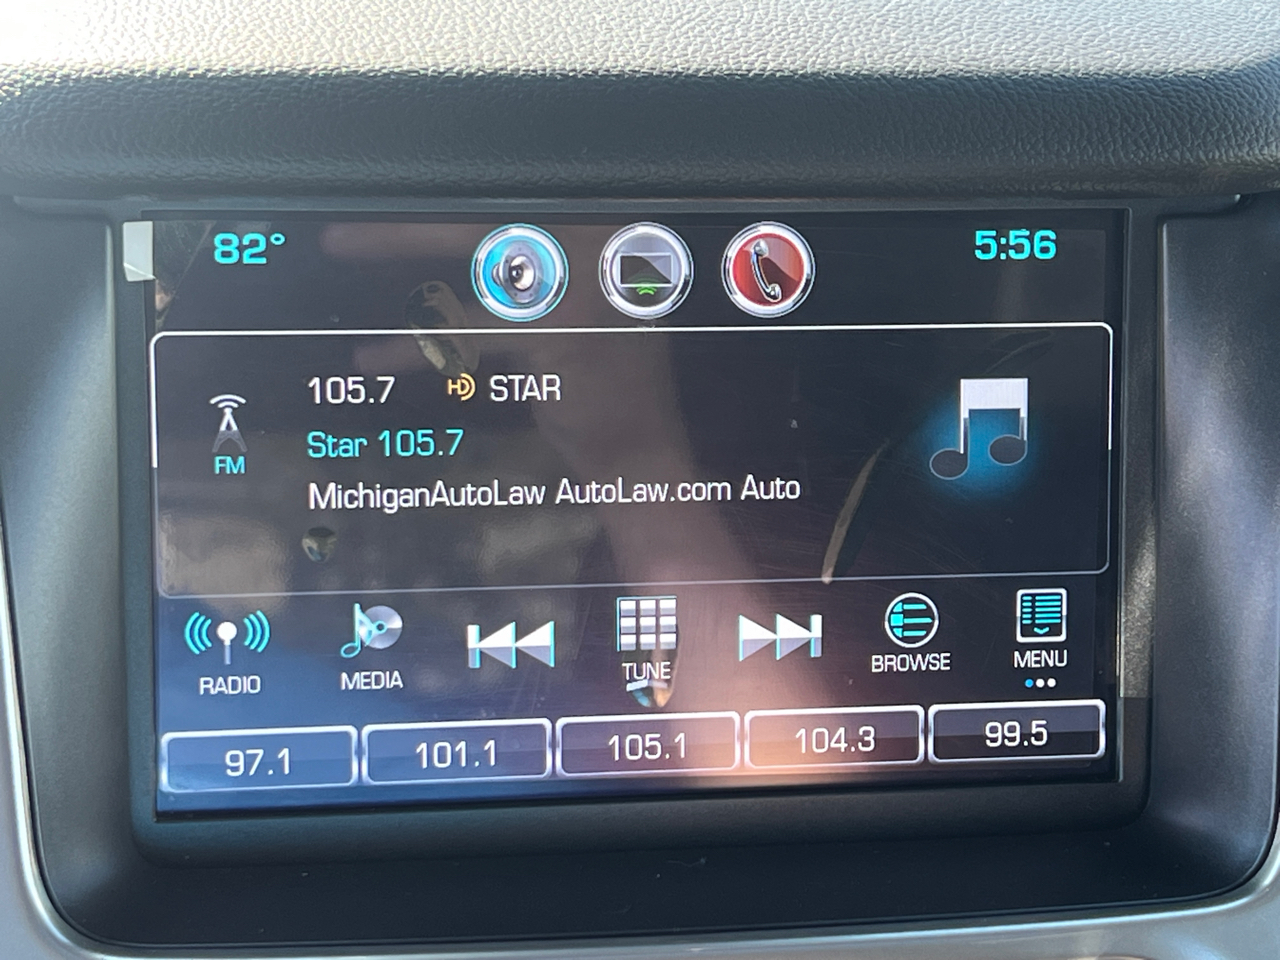 82° 5:56
105.7 HD STAR
FM
Star 105.7
MichiganAutoLaw AutoLaw.com Auto
RADIO MEDIA TUNE BROWSE MENU
97.1 101.1 105.1 104.3 99.5